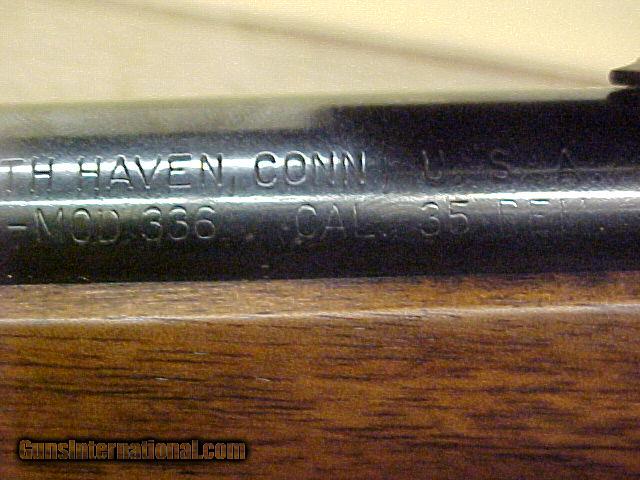 TH HAVEN, CONN., U. S. A.
-MOD. 336 CAL. 35 REM.
GunsInternational.com